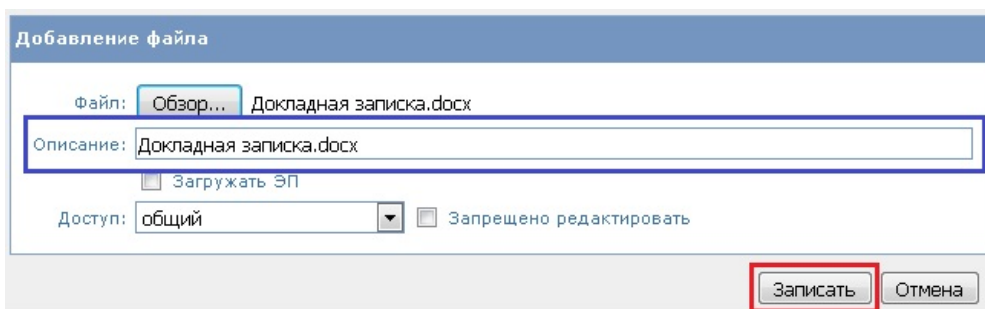 Добавление файла
Файл: Обзор... Докладная записка.docx
Описание: Докладная записка.docx
Загружать ЭП
Доступ: общий Запрещено редактировать
Записать Отмена